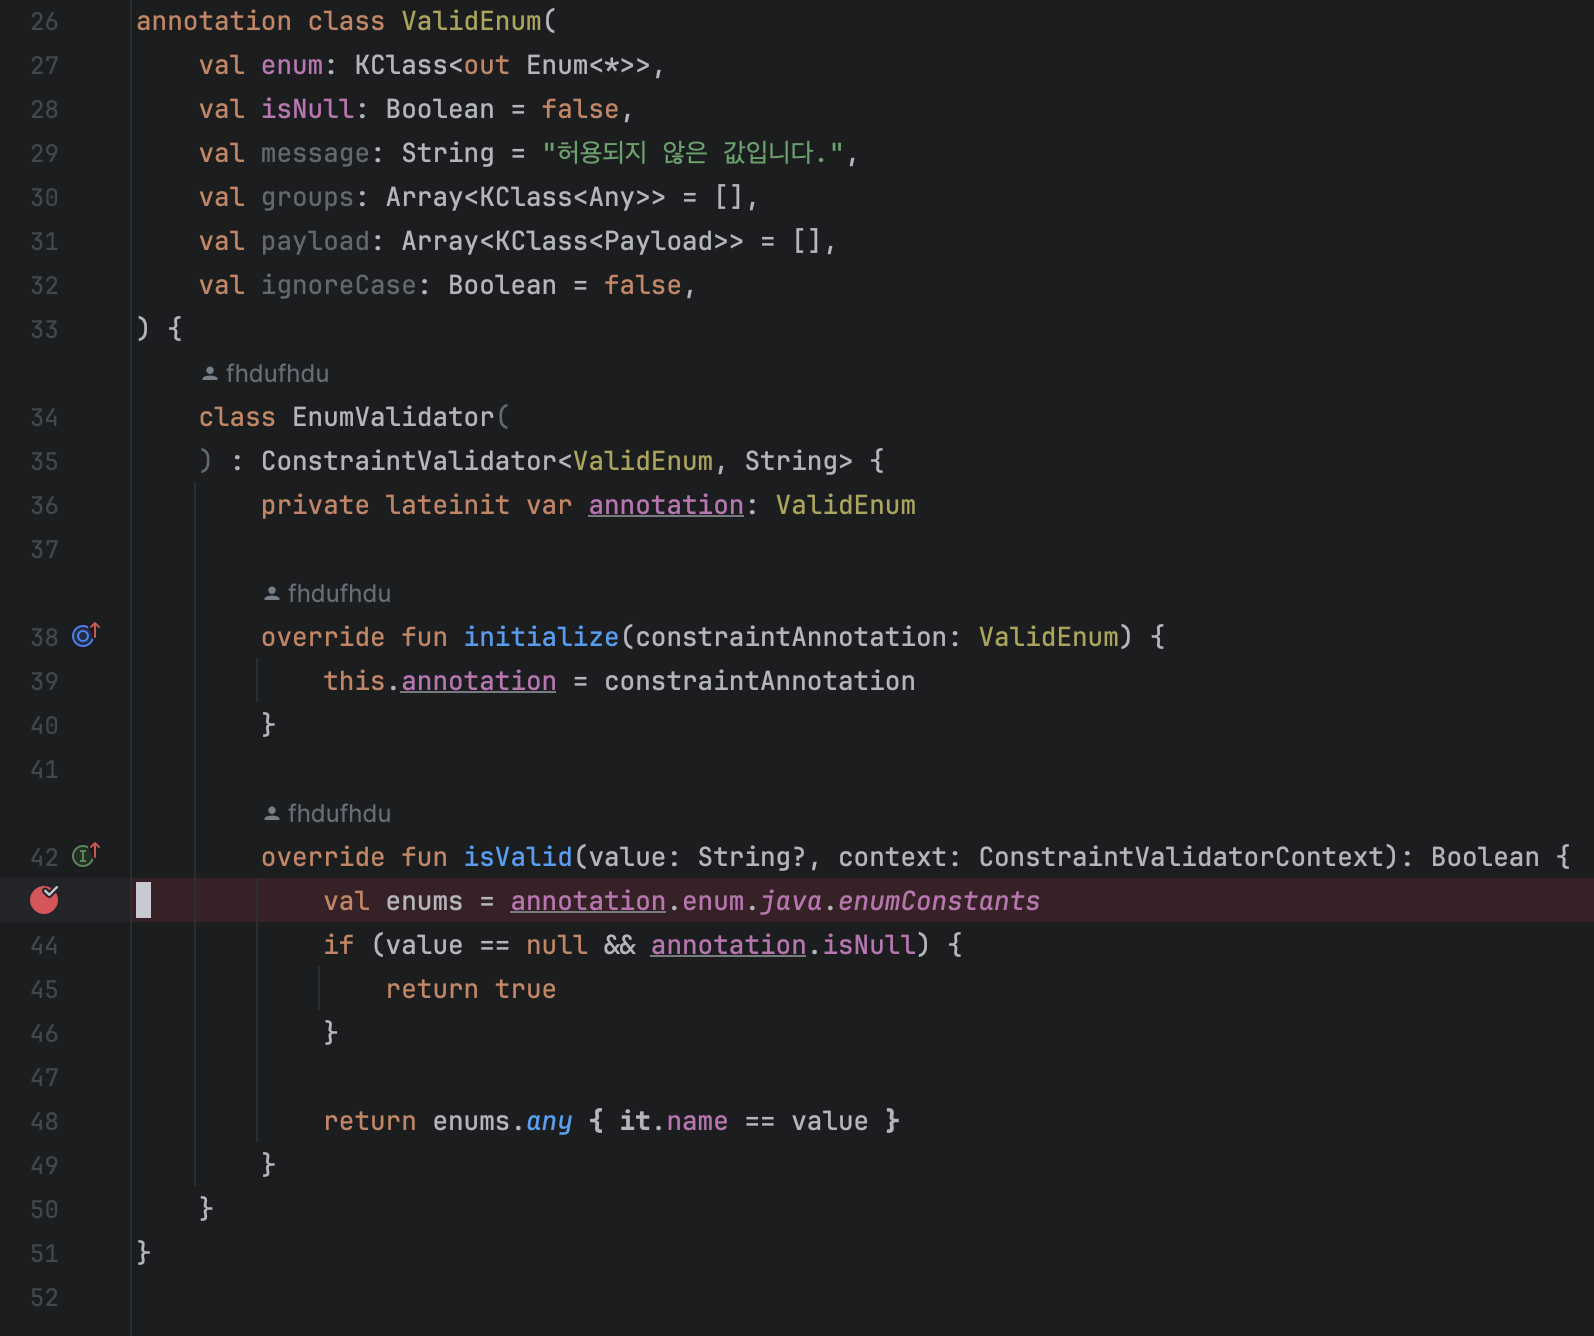 26 annotation class ValidEnum(
27 val enum: KClass<out Enum<*>>,
28 val isNull: Boolean = false,
29 val message: String = "허용되지 않은 값입니다.",
30 val groups: Array<KClass<Any>> = [],
31 val payload: Array<KClass<Payload>> = [],
32 val ignoreCase: Boolean = false,
33 ) {
fhdufhdu
34 class EnumValidator(
35 ) : ConstraintValidator<ValidEnum, String> {
36 private lateinit var annotation: ValidEnum
37
fhdufhdu
38 override fun initialize(constraintAnnotation: ValidEnum) {
39 this.annotation = constraintAnnotation
40 }
41
fhdufhdu
42 override fun isValid(value: String?, context: ConstraintValidatorContext): Boolean {
val enums = annotation.enum.java.enumConstants
44 if (value == null && annotation.isNull) {
45 return true
46 }
47
48 return enums.any { it.name == value }
49 }
50 }
51 }
52